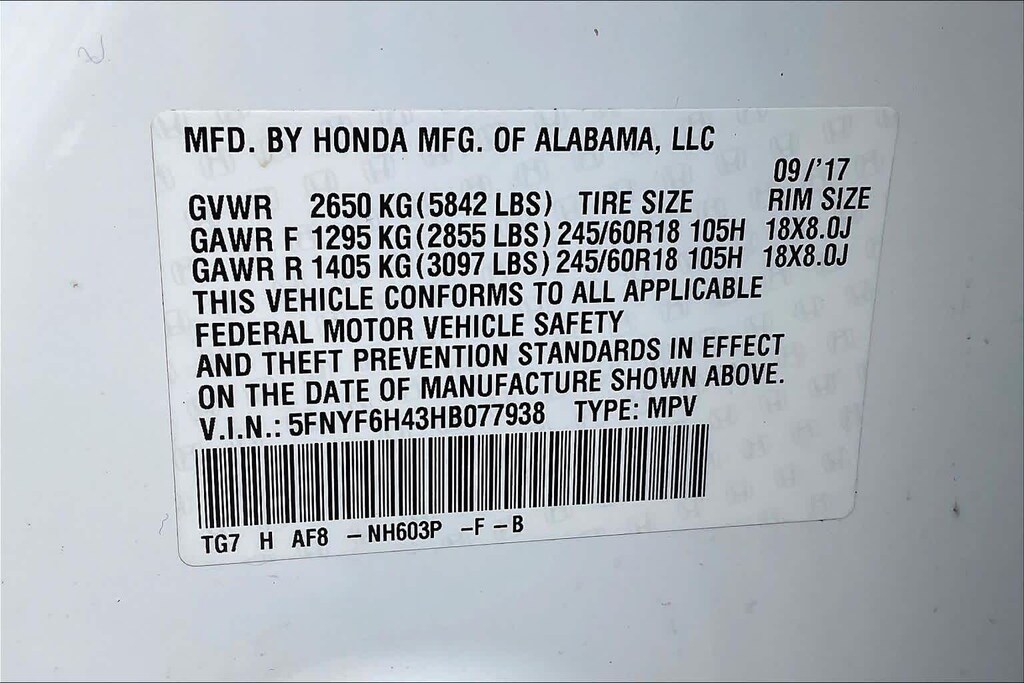 MFD. BY HONDA MFG. OF ALABAMA, LLC
09/'17
GVWR 2650 KG(5842 LBS) TIRE SIZE RIM SIZE
GAWR F 1295 KG(2855 LBS) 245/60R18 105H 18X8.0J
GAWR R 1405 KG(3097 LBS) 245/60R18 105H 18X8.0J
THIS VEHICLE CONFORMS TO ALL APPLICABLE
FEDERAL MOTOR VEHICLE SAFETY
AND THEFT PREVENTION STANDARDS IN EFFECT
ON THE DATE OF MANUFACTURE SHOWN ABOVE.
V.I.N.: 5FNYF6H43HB077938 TYPE: MPV
TG7 H AF8 –NH603P –F –B